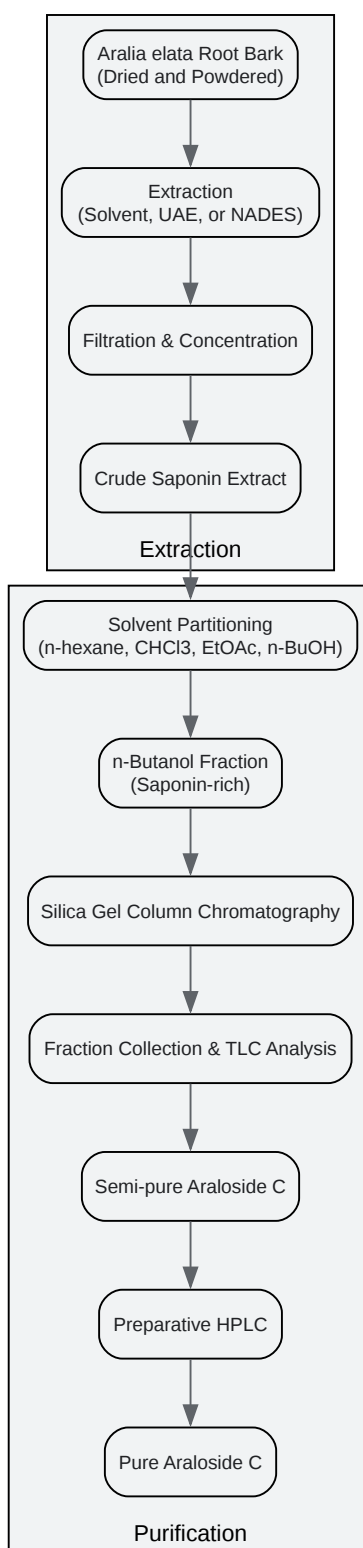 Aralia elata Root Bark
(Dried and Powdered)
Extraction
(Solvent, UAE, or NADES)
Filtration & Concentration
Crude Saponin Extract
Extraction
Solvent Partitioning
(n-hexane, CHCl3, EtOAc, n-BuOH)
n-Butanol Fraction
(Saponin-rich)
Silica Gel Column Chromatography
Fraction Collection & TLC Analysis
Semi-pure Araloside C
Preparative HPLC
Pure Araloside C
Purification